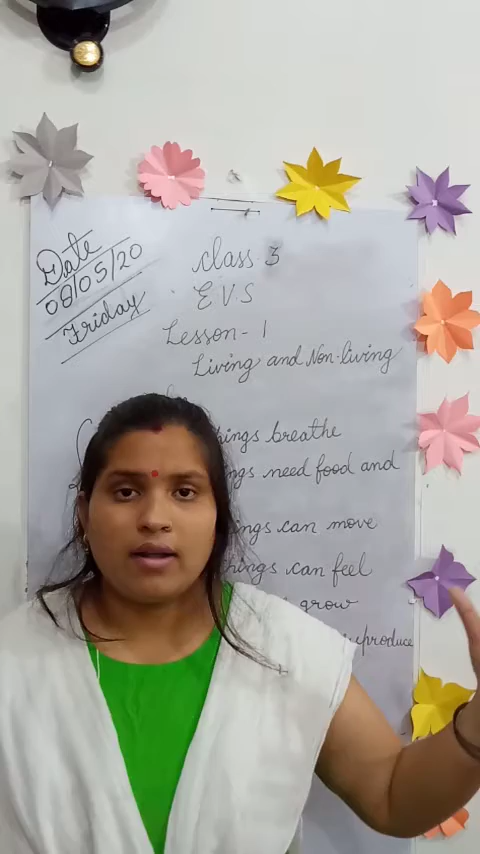 Date
08/05/20
Friday
Class 3
E.V.S
Lesson - 1
Living and Non-living
things breathe
things need food and
things can move
things can feel
grow
reproduce